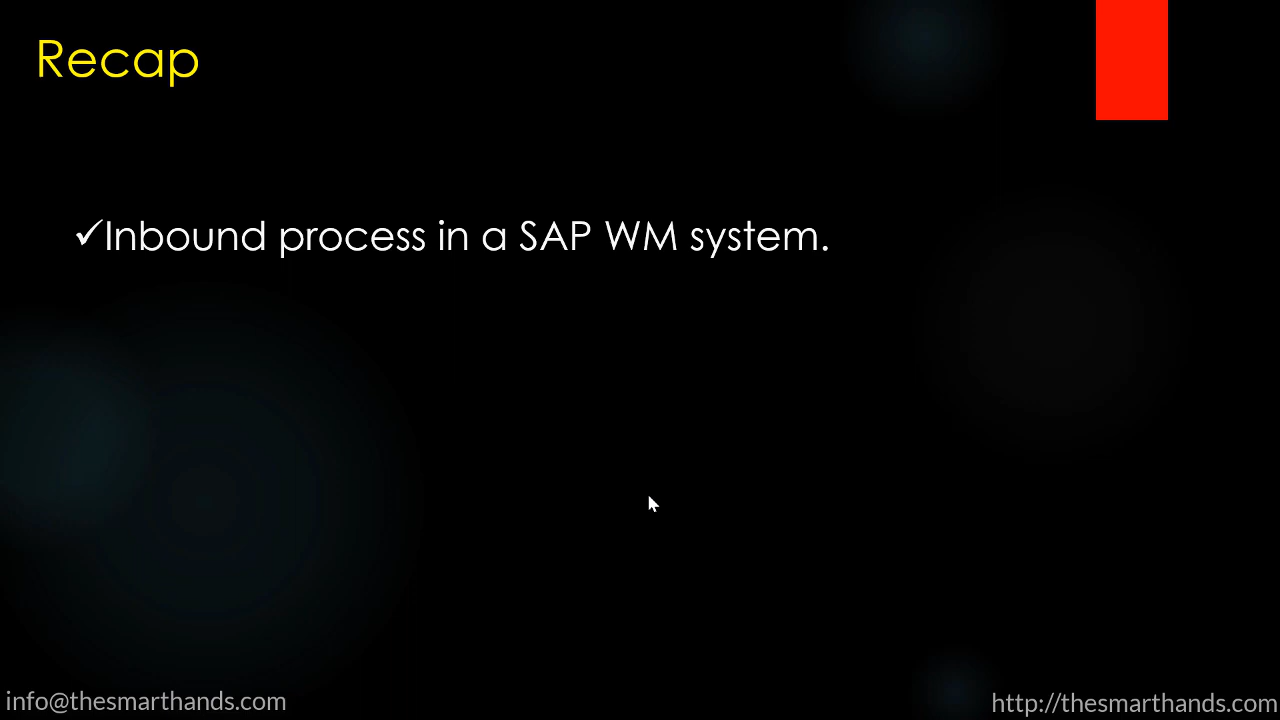 Recap
✓Inbound process in a SAP WM system.
info@thesmarthands.com
http://thesmarthands.com